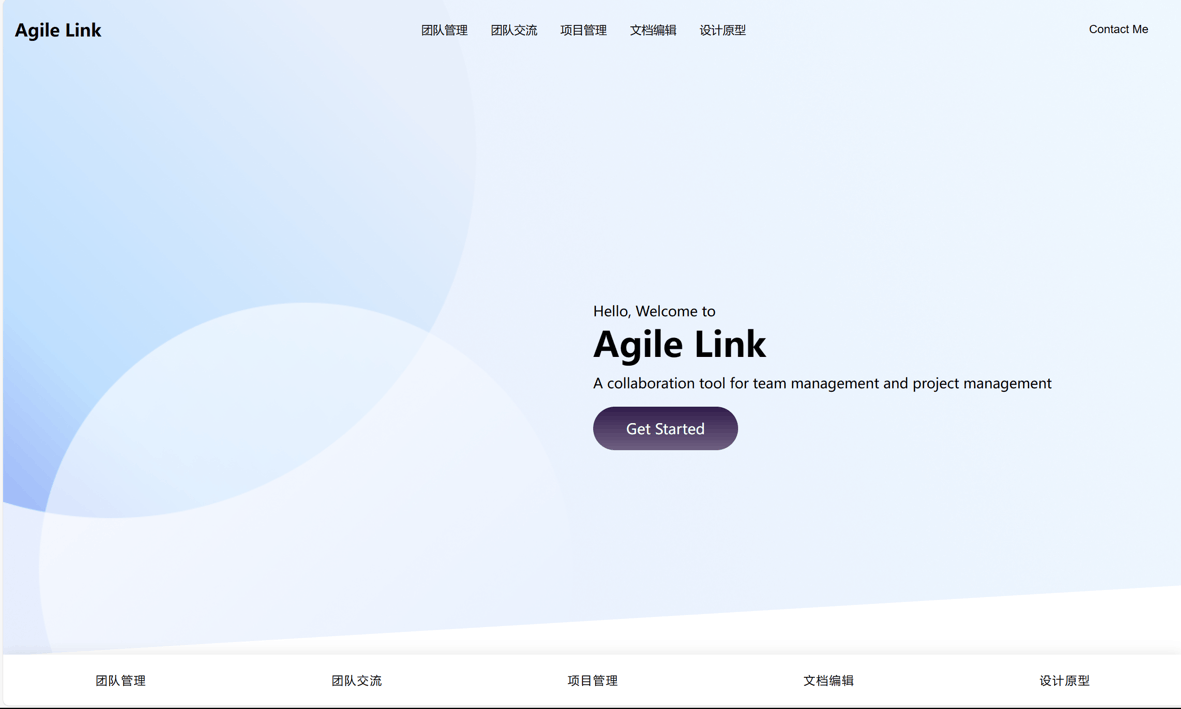 Agile Link
团队管理 团队交流 项目管理 文档编辑 设计原型
Contact Me
Hello, Welcome to
Agile Link
A collaboration tool for team management and project management
Get Started
团队管理 团队交流 项目管理 文档编辑 设计原型